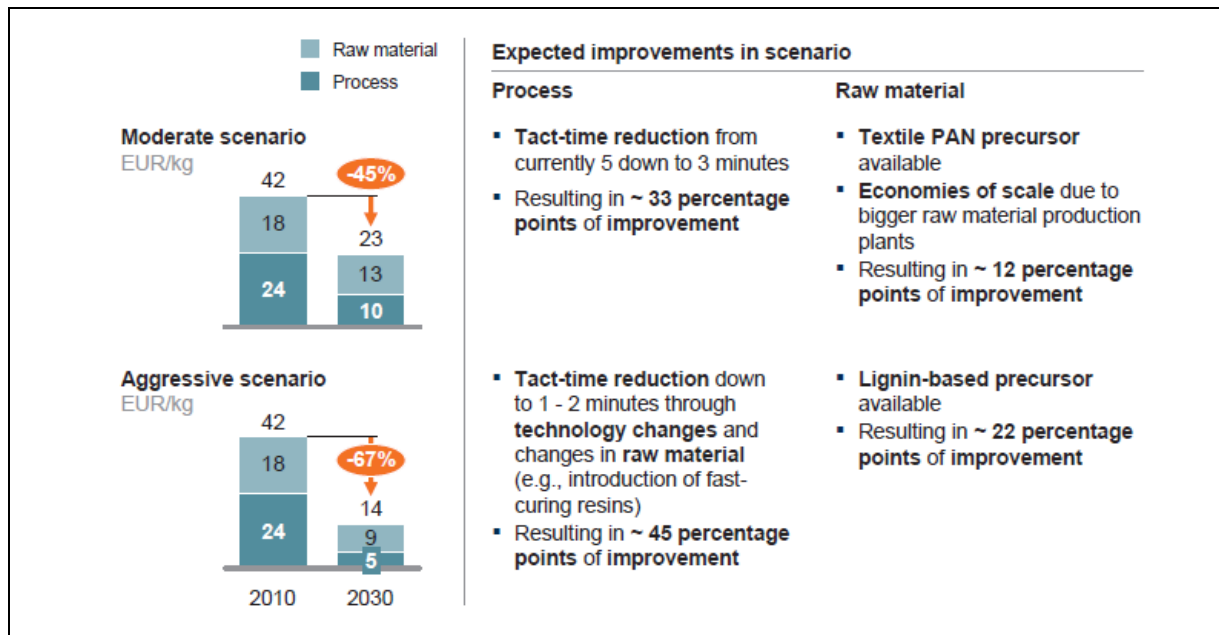 Raw material
Process
Moderate scenario
EUR/kg
42
-45%
18
23
13
24
10
Aggressive scenario
EUR/kg
42
-67%
18
14
9
24
5
2010 2030
Expected improvements in scenario
Process
▪ Tact-time reduction from
currently 5 down to 3 minutes
▪ Resulting in ~ 33 percentage
points of improvement
Raw material
▪ Textile PAN precursor
available
▪ Economies of scale due to
bigger raw material production
plants
▪ Resulting in ~ 12 percentage
points of improvement
▪ Tact-time reduction down
to 1 - 2 minutes through
technology changes and
changes in raw material
(e.g., introduction of fast-
curing resins)
▪ Resulting in ~ 45 percentage
points of improvement
▪ Lignin-based precursor
available
▪ Resulting in ~ 22 percentage
points of improvement